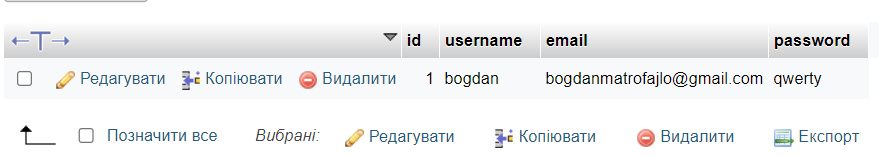 id username email password
Редагувати Копіювати Видалити 1 bogdan bogdanmatrofajlo@gmail.com qwerty
Позначити все Вибрані: Редагувати Копіювати Видалити Експорт